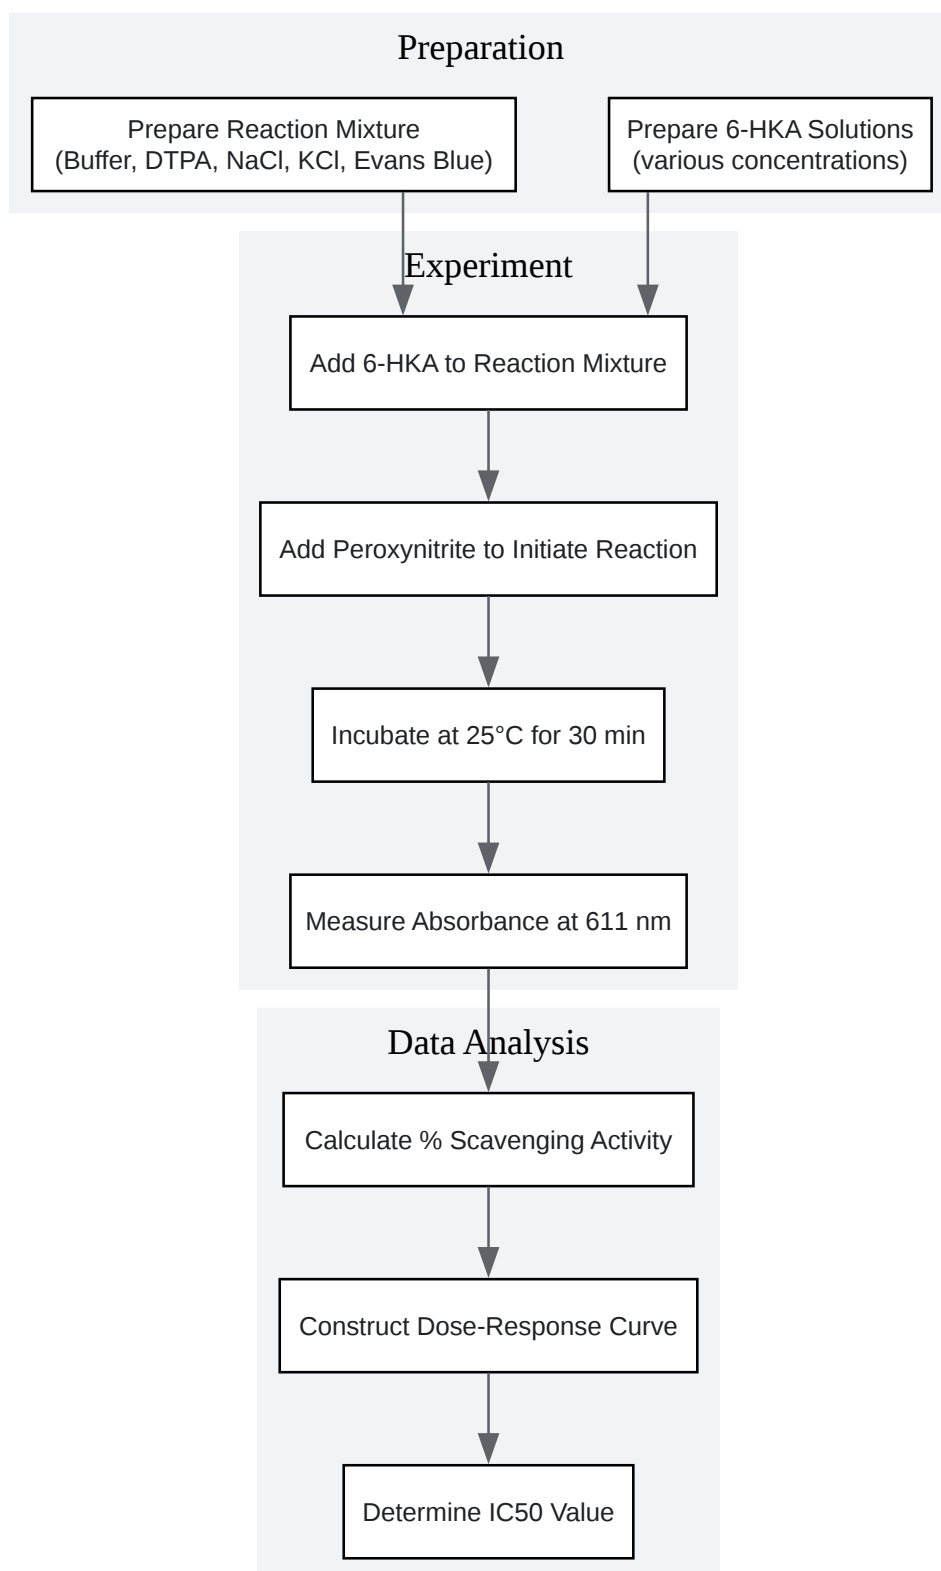 Preparation
Prepare Reaction Mixture
(Buffer, DTPA, NaCl, KCl, Evans Blue)
Prepare 6-HKA Solutions
(various concentrations)
Experiment
Add 6-HKA to Reaction Mixture
Add Peroxynitrite to Initiate Reaction
Incubate at 25°C for 30 min
Measure Absorbance at 611 nm
Data Analysis
Calculate % Scavenging Activity
Construct Dose-Response Curve
Determine IC50 Value